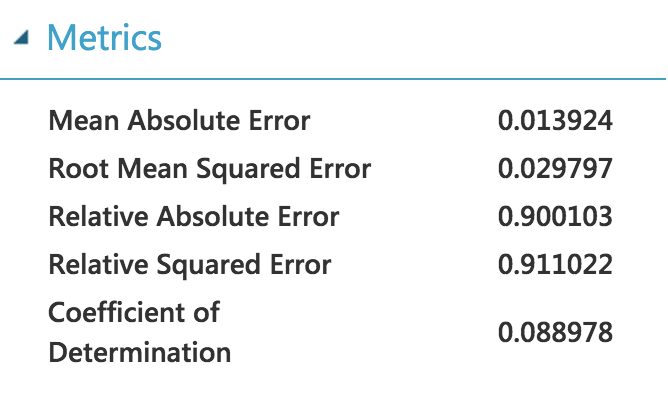 Metrics
Mean Absolute Error 0.013924
Root Mean Squared Error 0.029797
Relative Absolute Error 0.900103
Relative Squared Error 0.911022
Coefficient of
Determination 0.088978